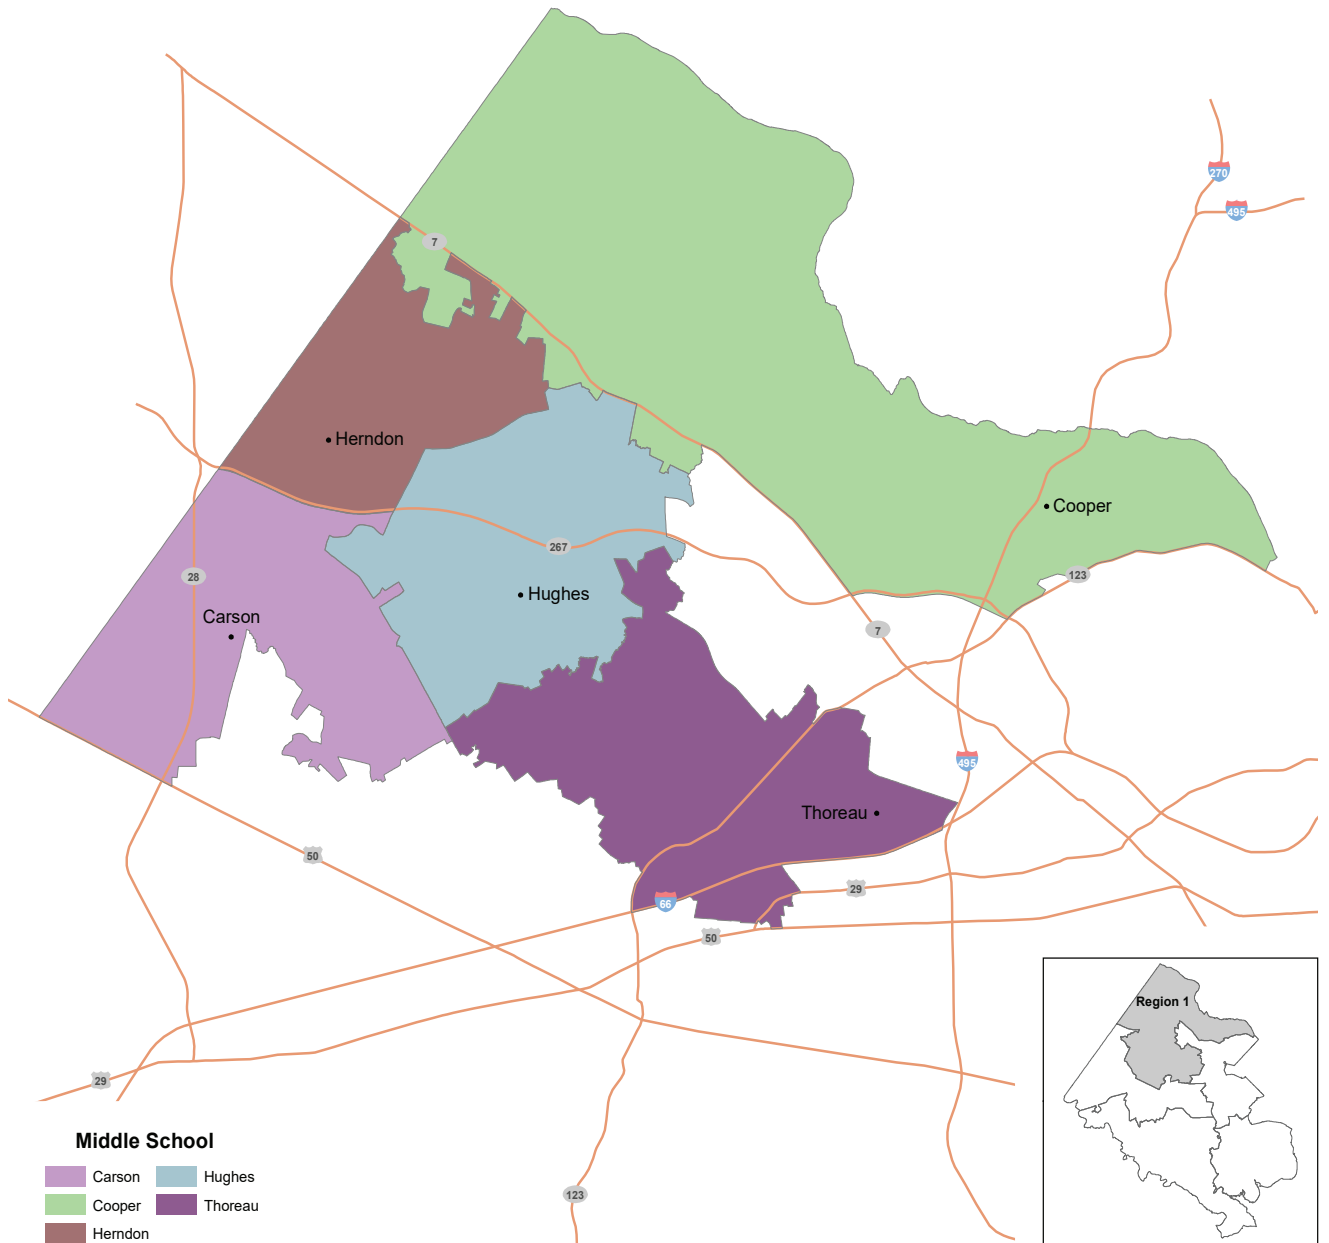 270
495
7
Herndon
Cooper
267
28
123
Hughes
Carson
7
495
Thoreau
50
29
66
50
Region 1
29
Middle School
Carson
Hughes
Cooper
Thoreau
Herndon
123